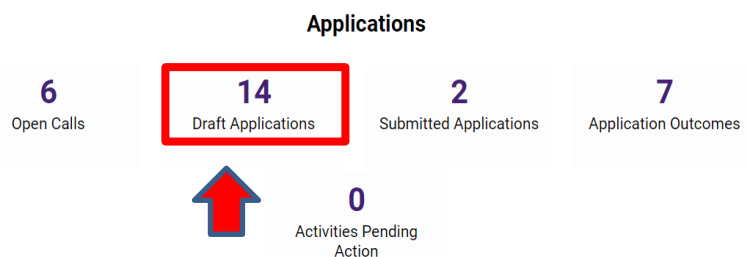 Applications
6
Open Calls
14
Draft Applications
2
Submitted Applications
7
Application Outcomes
0
Activities Pending
Action